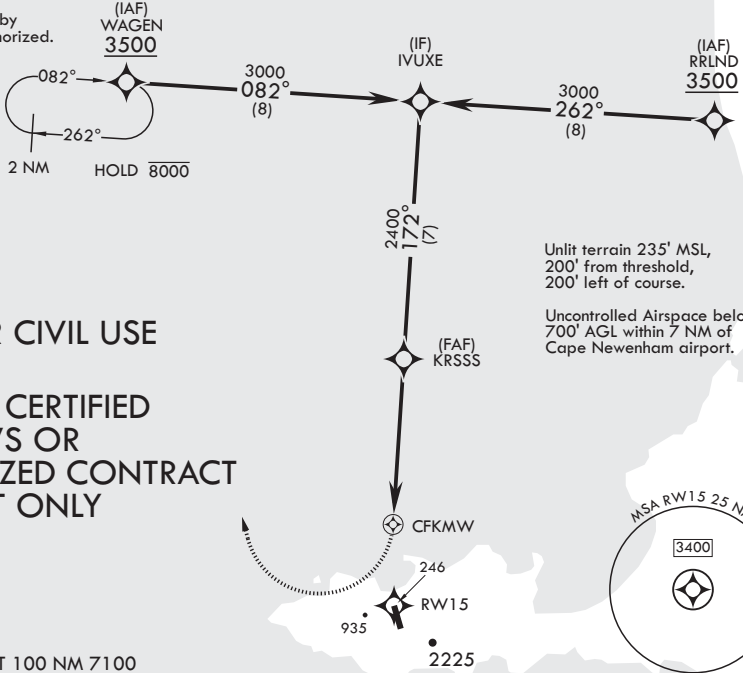 by
(IAF)
WAGEN
3500
(IF)
IVUXE
(IAF)
RRLND
3500
082°
3000
082°
(8)
3000
262°
(8)
262°
2 NM
HOLD 8000
2400
172°
(7)
Unlit terrain 235' MSL,
200' from threshold,
200' left of course.
Uncontrolled Airspace
700' AGL within 7 NM of
Cape Newenham airport.
CIVIL USE
(FAF)
KRSSS
CERTIFIED
OR
CONTRACT
ONLY
CFKMW
MSA RW15 25
3400
246
RW15
935
2225
100 NM 7100